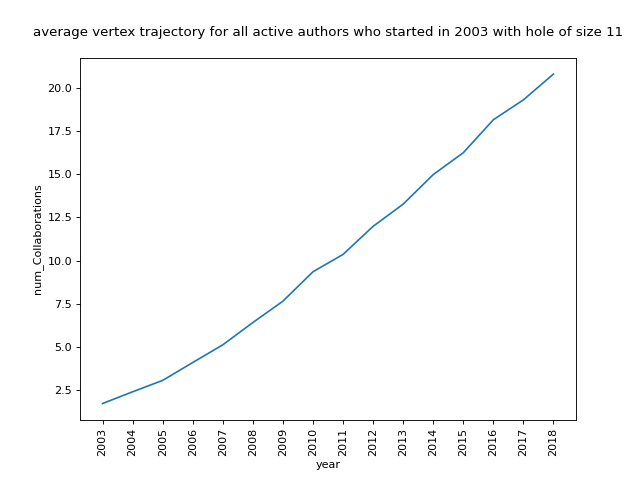 average vertex trajectory for all active authors who started in 2003 with hole of size 11
num_Collaborations
20.0
17.5
15.0
12.5
10.0
7.5
5.0
2.5
2003 2004 2005 2006 2007 2008 2009 2010 2011 2012 2013 2014 2015 2016 2017 2018
year